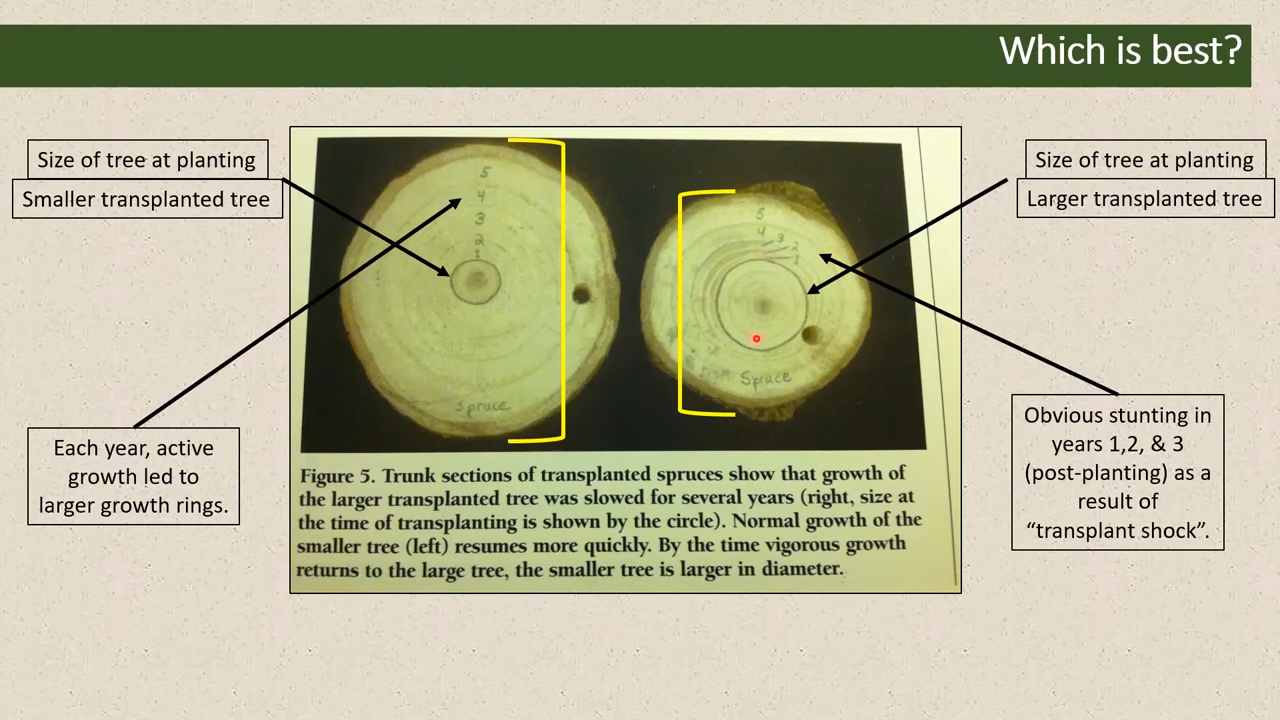 Which is best?
Size of tree at planting
Smaller transplanted tree
Size of tree at planting
Larger transplanted tree
5
4
3
2
1
Spruce
5
4 3 2
1
Spruce
Each year, active
growth led to
larger growth rings.
Obvious stunting in
years 1,2, & 3
(post-planting) as a
result of
“transplant shock”.
Figure 5. Trunk sections of transplanted spruces show that growth of
the larger transplanted tree was slowed for several years (right, size at
the time of transplanting is shown by the circle). Normal growth of the
smaller tree (left) resumes more quickly. By the time vigorous growth
returns to the large tree, the smaller tree is larger in diameter.